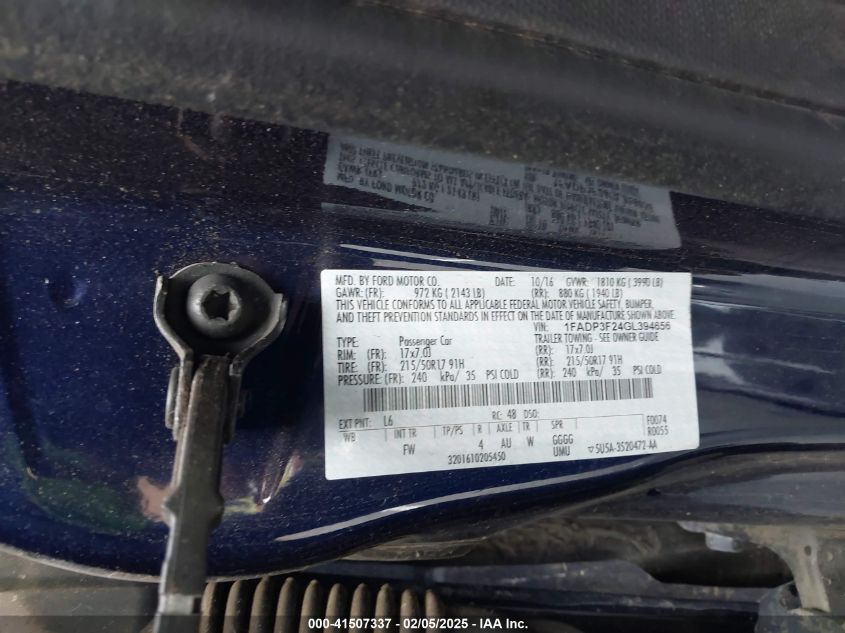 MFD. BY FORD MOTOR CO. DATE: 10/16 GVWR: 1810 KG ( 3990 LB)
GAWR: (FR): 972 KG ( 2143 LB) (RR): 880 KG ( 1940 LB)
THIS VEHICLE CONFORMS TO ALL APPLICABLE FEDERAL MOTOR VEHICLE SAFETY, BUMPER,
AND THEFT PREVENTION STANDARDS IN EFFECT ON THE DATE OF MANUFACTURE SHOWN ABOVE.
VIN: 1FADP3F24GL394656
TYPE: Passenger Car TRAILER TOWING-- SEE OWNER GUIDE
RIM: (FR): 17x7.0J (RR): 17x7.0J
TIRE: (FR): 215/50R17 91H (RR): 215/50R17 91H
PRESSURE: (FR): 240 kPa/ 35 PSI COLD (RR): 240 kPa/ 35 PSI COLD
EXT PNT: L6 RC: 48 DSO: F0074
WB INT TR TP/PS R AXLE TR SPR R0055
FW 4 AU W GGGG
3201610205450 UMU 5U5A-3520472-AA
000-41507337 - 02/05/2025 - IAA Inc.